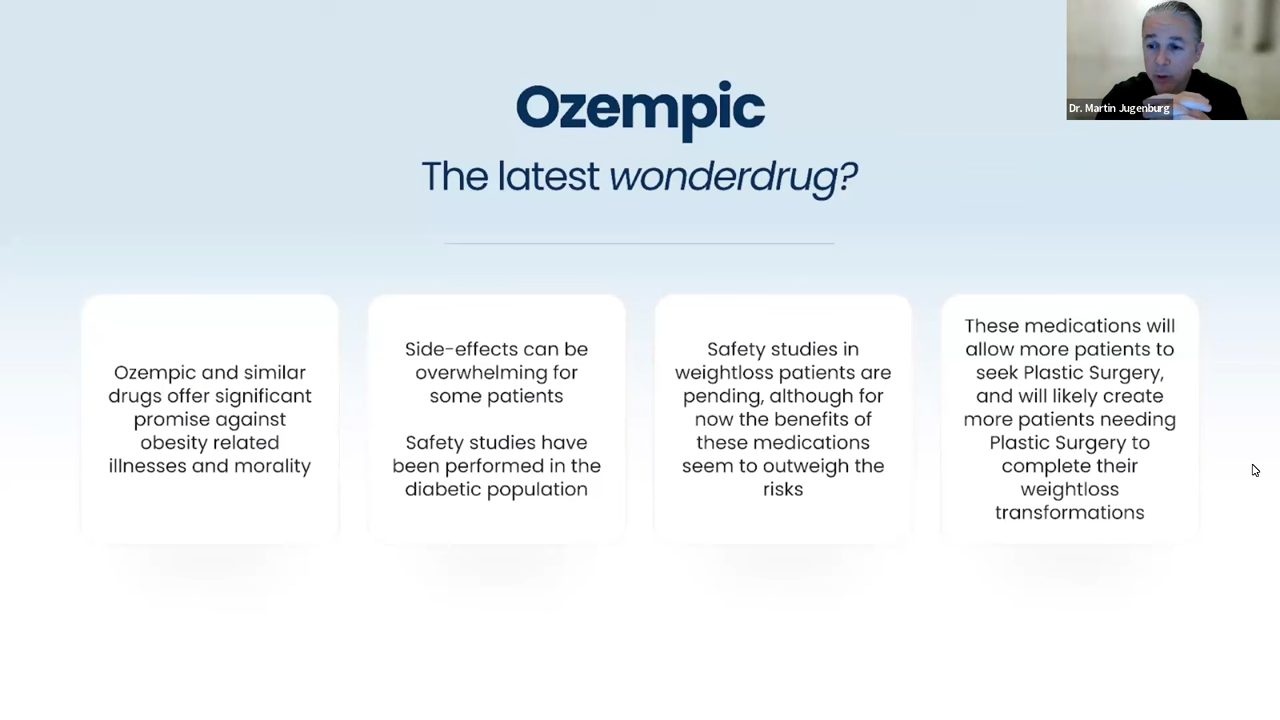 Dr. Martin Jugenburg
Ozempic
The latest wonderdrug?
Ozempic and similar
drugs offer significant
promise against
obesity related
illnesses and morality
Side-effects can be
overwhelming for
some patients
Safety studies have
been performed in the
diabetic population
Safety studies in
weightloss patients are
pending, although for
now the benefits of
these medications
seem to outweigh the
risks
These medications will
allow more patients to
seek Plastic Surgery,
and will likely create
more patients needing
Plastic Surgery to
complete their
weightloss
transformations